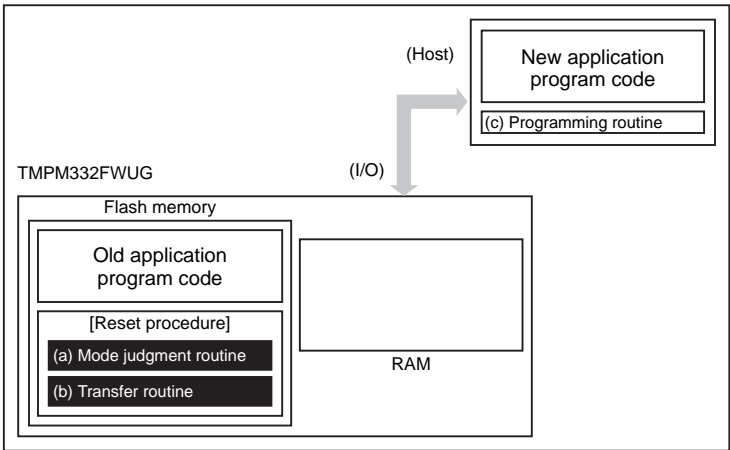 (Host)
New application
program code
(c) Programming routine
(I/O)
TMPM332FWUG
Flash memory
Old application
program code
[Reset procedure]
(a) Mode judgment routine
(b) Transfer routine
RAM